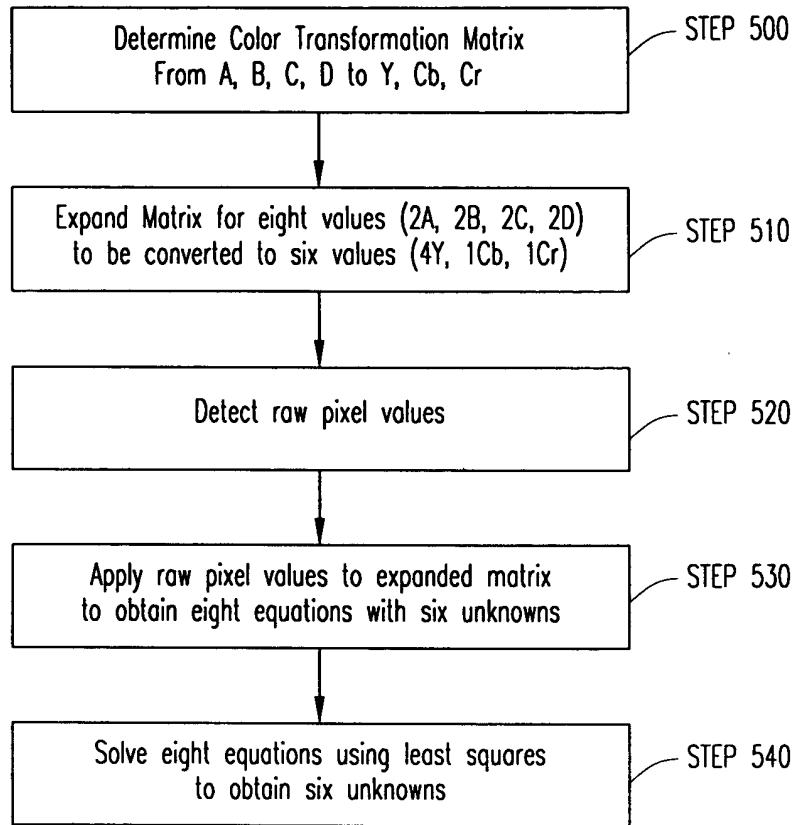 Determine Color Transformation Matrix
From A, B, C, D to Y, Cb, Cr
STEP 500
Expand Matrix for eight values (2A, 2B, 2C, 2D)
to be converted to six values (4Y, 1Cb, 1Cr)
STEP 510
Detect raw pixel values
STEP 520
Apply raw pixel values to expanded matrix
to obtain eight equations with six unknowns
STEP 530
Solve eight equations using least squares
to obtain six unknowns
STEP 540